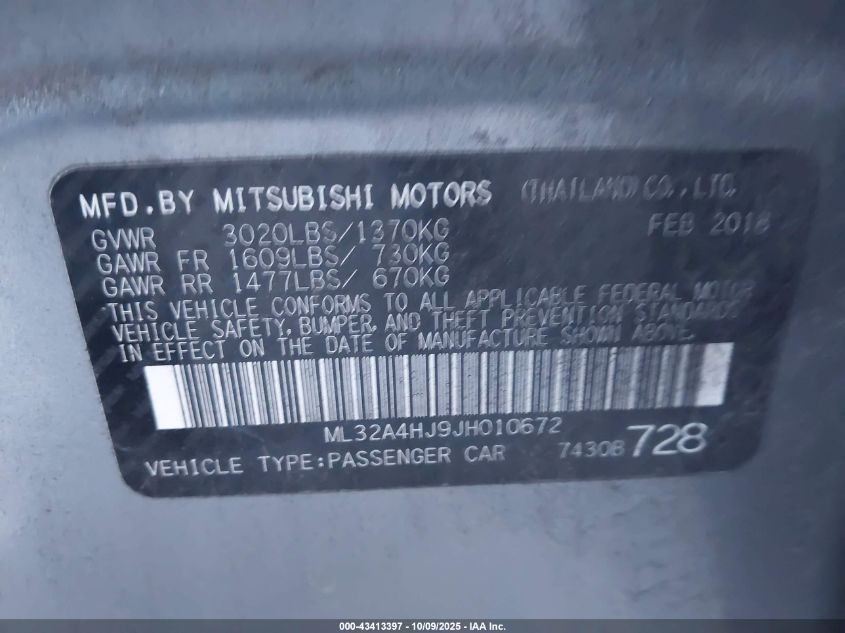 MFD.BY MITSUBISHI MOTORS (THAILAND) CO.,LTD.
GVWR 3020LBS/1370KG FEB 2018
GAWR FR 1609LBS/ 730KG
GAWR RR 1477LBS/ 670KG
THIS VEHICLE CONFORMS TO ALL APPLICABLE FEDERAL MOTOR
VEHICLE SAFETY, BUMPER, AND THEFT PREVENTION STANDARDS
IN EFFECT ON THE DATE OF MANUFACTURE SHOWN ABOVE.
ML32A4HJ9JH010672
VEHICLE TYPE:PASSENGER CAR 74308 728
000-43413397 - 10/09/2025 - IAA Inc.